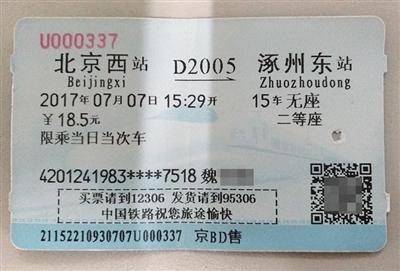 U000337
北京西站 D2005 涿州东站
Beijingxi Zhuozhoudong
2017年07月07日15:29开 15车无座
￥18.5元 二等座
限乘当日当次车
4201241983****7518 魏
买票请到12306 发货请到95306
中国铁路祝您旅途愉快
21152210930707U000337 京BD售